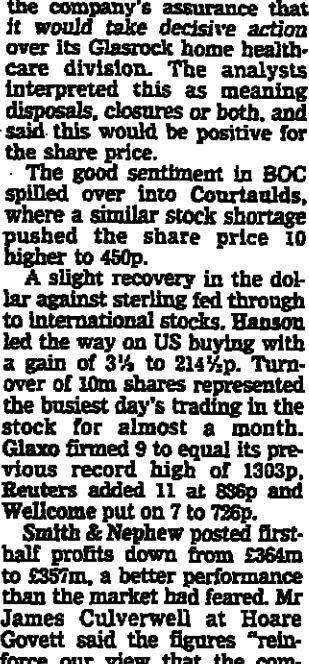 the company's assurance that
it would take decisive action
over its Glasrock home health-
care division. The analysts
interpreted this as meaning
disposals, closures or both, and
said this would be positive for
the share price.
The good sentiment in BOC
spilled over into Courtaulds,
where a similar stock shortage
pushed the share price 10
higher to 450p.
A slight recovery in the dol-
lar against sterling fed through
to international stocks. Hanson
led the way on US buying with
a gain of 3½ to 214½p. Turn-
over of 10m shares represented
the busiest day's trading in the
stock for almost a month.
Glaxo firmed 9 to equal its pre-
vious record high of 1303p,
Reuters added 11 at 836p and
Wellcome put on 7 to 726p.
Smith & Nephew posted first-
half profits down from £364m
to £357m, a better performance
than the market had feared. Mr
James Culverwell at Hoare
Govett said the figures "rein-
force our view that the com-